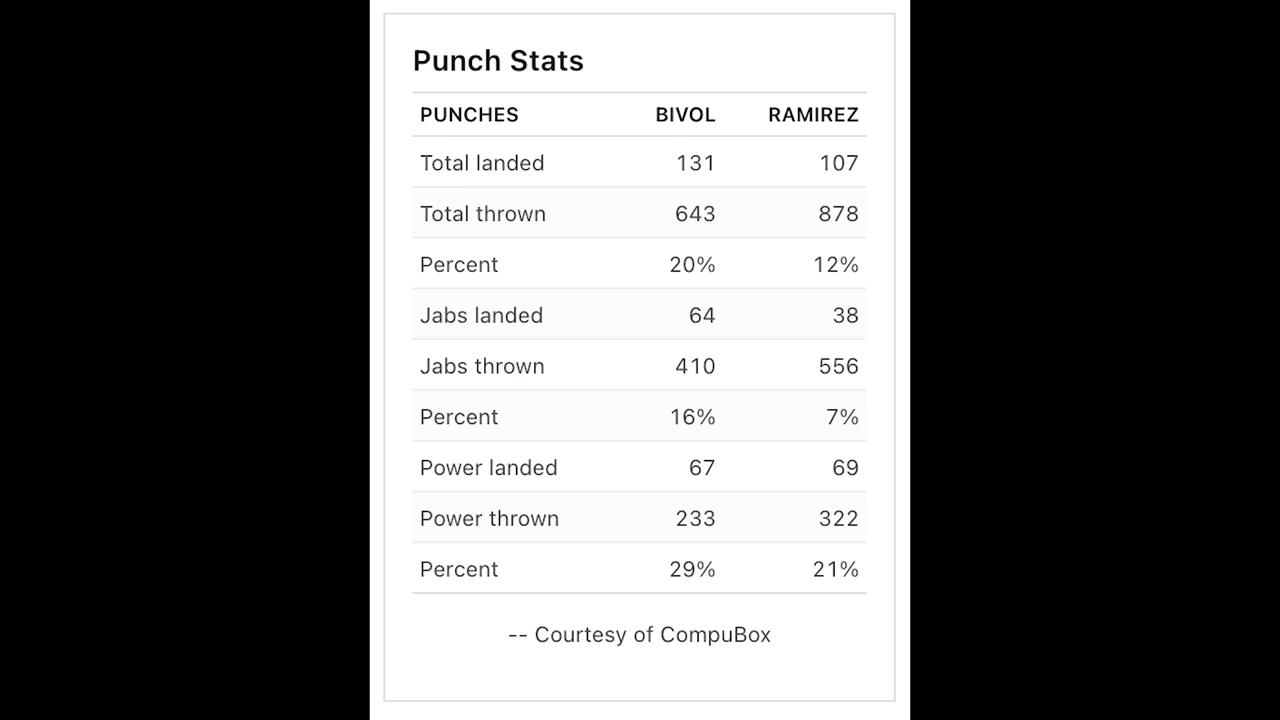 Punch Stats
PUNCHES BIVOL RAMIREZ
Total landed 131 107
Total thrown 643 878
Percent 20% 12%
Jabs landed 64 38
Jabs thrown 410 556
Percent 16% 7%
Power landed 67 69
Power thrown 233 322
Percent 29% 21%
-- Courtesy of CompuBox